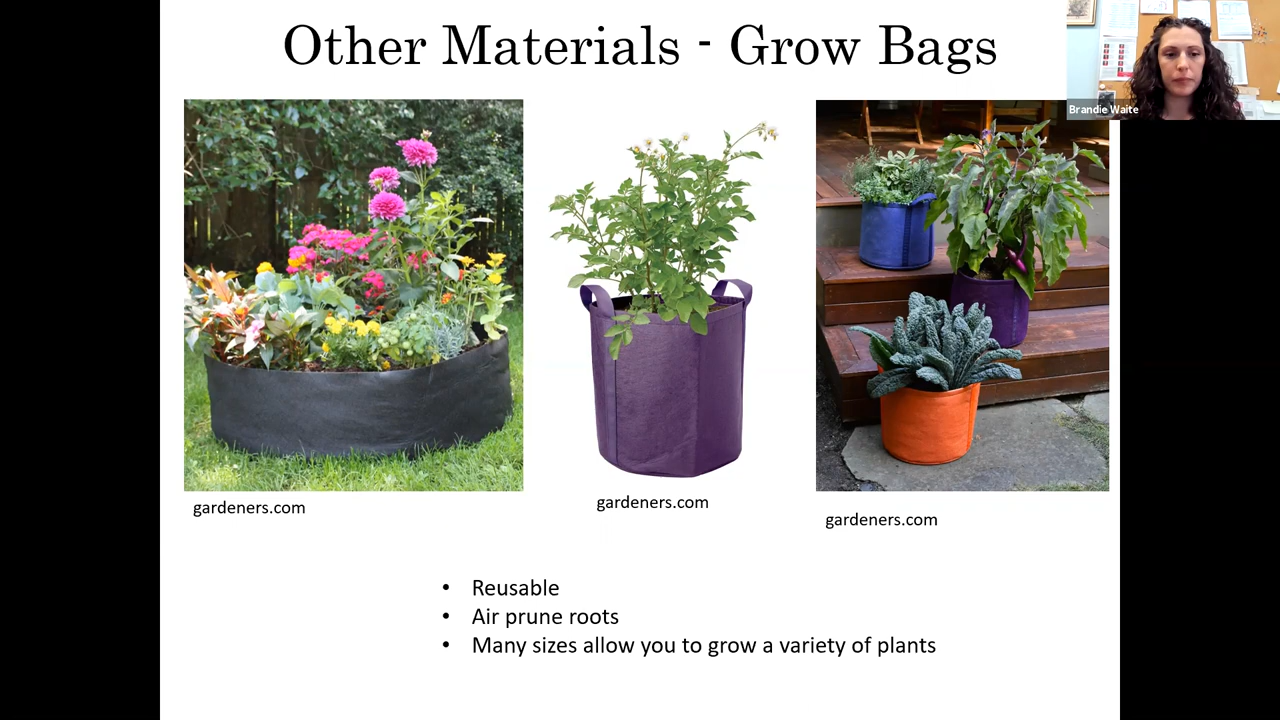 Other Materials - Grow Bags
Brandie Waite
gardeners.com
gardeners.com
gardeners.com
• Reusable
• Air prune roots
• Many sizes allow you to grow a variety of plants